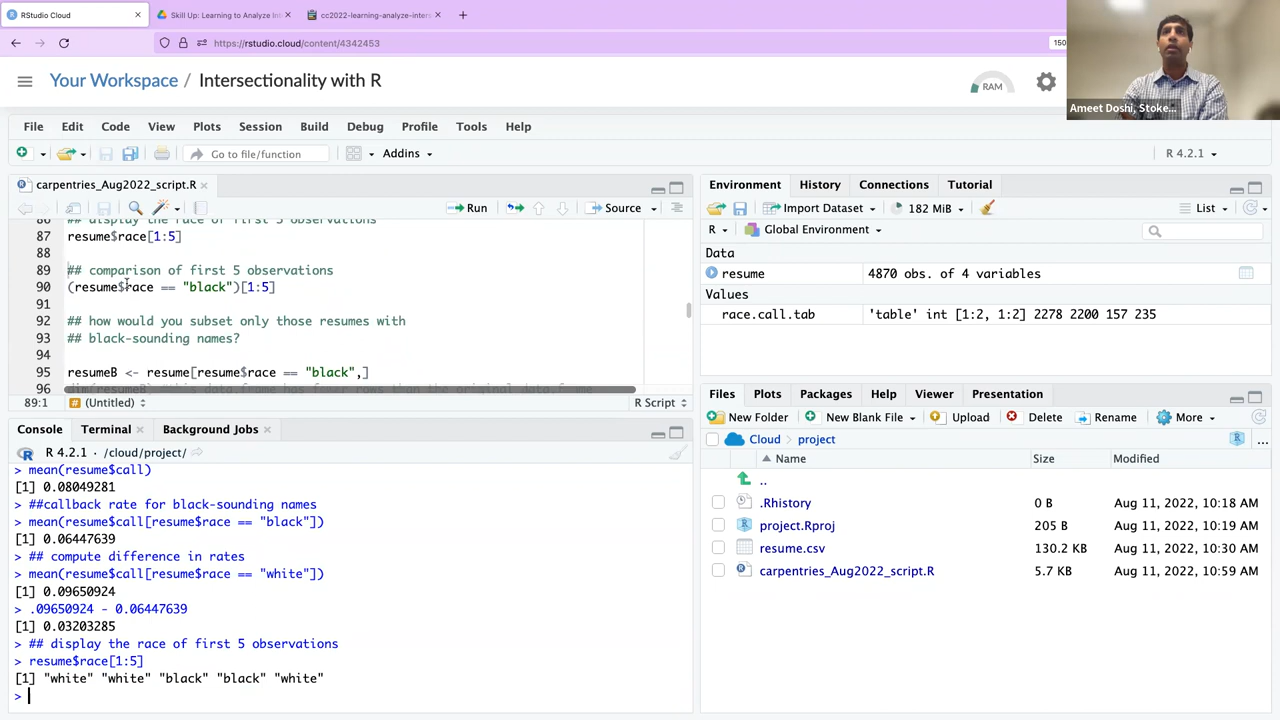 RStudio Cloud
Skill Up: Learning to Analyze Int
cc2022-learning-analyze-inters
https://rstudio.cloud/content/4342453
150
Your Workspace
Intersectionality with R
RAM
Ameet Doshi, Stoke...
File Edit Code View Plots Session Build Debug Profile Tools Help
Go to file/function
Addins
R 4.2.1
carpentries_Aug2022_script.R
Run
Source
86 ## display the race of first 5 observations
87 resume$race[1:5]
88
89 ## comparison of first 5 observations
90 (resume$race == "black")[1:5]
91
92 ## how would you subset only those resumes with
93 ## black-sounding names?
94
95 resumeB <- resume[resume$race == "black",]
96
89:1 # (Untitled) R Script
Console Terminal Background Jobs
R 4.2.1 · /cloud/project/
> mean(resume$call)
[1] 0.08049281
> ##callback rate for black-sounding names
> mean(resume$call[resume$race == "black"])
[1] 0.06447639
> ## compute difference in rates
> mean(resume$call[resume$race == "white"])
[1] 0.09650924
> .09650924 - 0.06447639
[1] 0.03203285
> ## display the race of first 5 observations
> resume$race[1:5]
[1] "white" "white" "black" "black" "white"
>
Environment History Connections Tutorial
Import Dataset 182 MiB List
R Global Environment
Data
resume 4870 obs. of 4 variables
Values
race.call.tab 'table' int [1:2, 1:2] 2278 2200 157 235
Files Plots Packages Help Viewer Presentation
New Folder New Blank File Upload Delete Rename More ...
Cloud project
Name Size Modified
..
.Rhistory 0 B Aug 11, 2022, 10:18 AM
project.Rproj 205 B Aug 11, 2022, 10:19 AM
resume.csv 130.2 KB Aug 11, 2022, 10:30 AM
carpentries_Aug2022_script.R 5.7 KB Aug 11, 2022, 10:59 AM